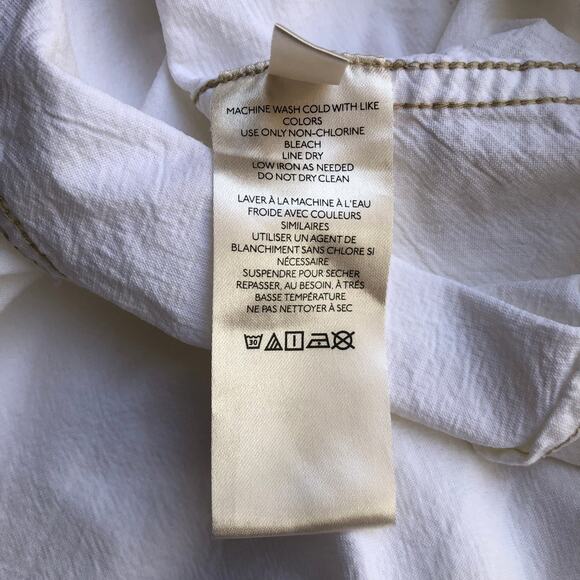 MACHINE WASH COLD WITH LIKE
COLORS
USE ONLY NON-CHLORINE
BLEACH
LINE DRY
LOW IRON AS NEEDED
DO NOT DRY CLEAN
LAVER À LA MACHINE À L'EAU
FROIDE AVEC COULEURS
SIMILAIRES
UTILISER UN AGENT DE
BLANCHIMENT SANS CHLORE SI
NÉCESSAIRE
SUSPENDRE POUR SECHER
REPASSER, AU BESOIN, À TRÉS
BASSE TEMPÉRATURE
NE PAS NETTOYER À SEC
30